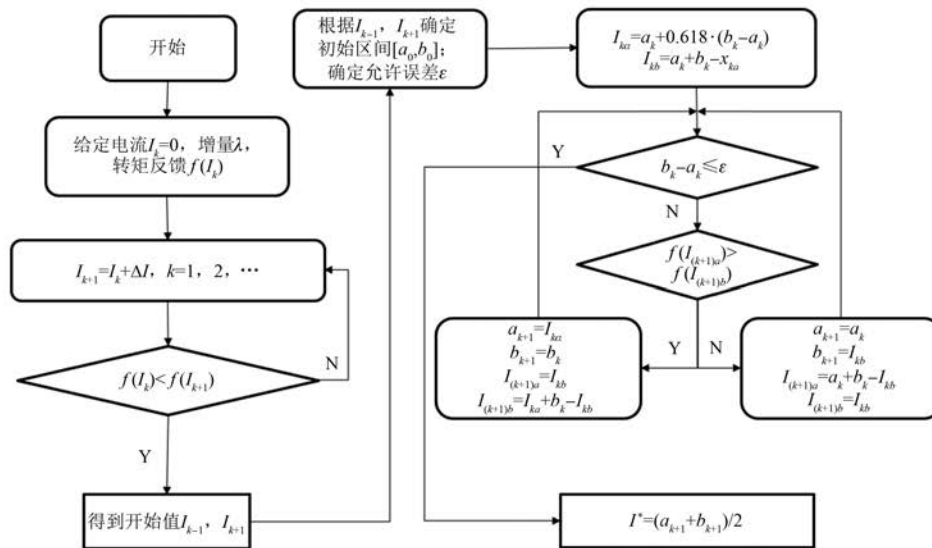 开始
给定电流I_k=0，增量λ，
转矩反馈f(I_k)
I_{k+1}=I_k+ΔI，k=1，2，…
f(I_k)<f(I_{k+1})
N
Y
得到开始值I_{k-1}，I_{k+1}
根据I_{k-1}，I_{k+1}确定
初始区间[a_0,b_0]；
确定允许误差ε
I_{kα}=a_k+0.618·(b_k-a_k)
I_{kb}=a_k+b_k-x_{ka}
Y
b_k-a_k≤ε
N
f(I_{(k+1)a})>
f(I_{(k+1)b})
Y
N
a_{k+1}=I_{kα}
b_{k+1}=b_k
I_{(k+1)a}=I_{kb}
I_{(k+1)b}=I_{ka}+b_k-I_{kb}
a_{k+1}=a_k
b_{k+1}=I_{kb}
I_{(k+1)a}=a_k+b_k-I_{kb}
I_{(k+1)b}=I_{kb}
I*=(a_{k+1}+b_{k+1})/2